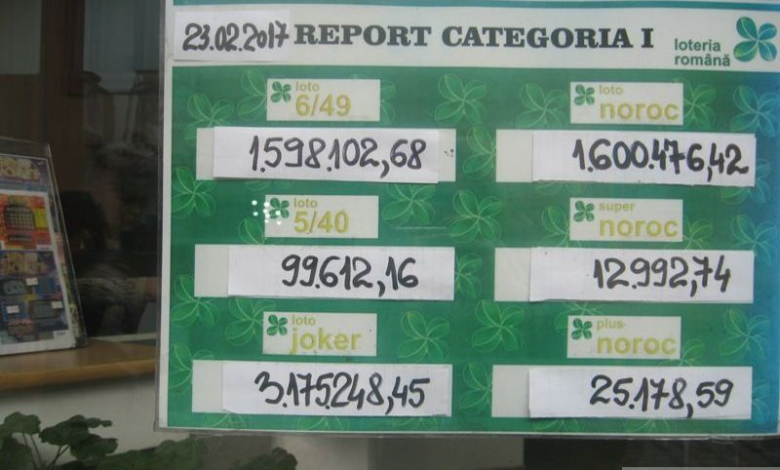 23.02.2017 REPORT CATEGORIA I
loteria
română
loto
6/49
loto
noroc
1.598.102,68
1.600.476,42
loto
5/40
super
noroc
99.612,16
12.992,74
loto
joker
plus
noroc
3.175.248,45
25.178,59